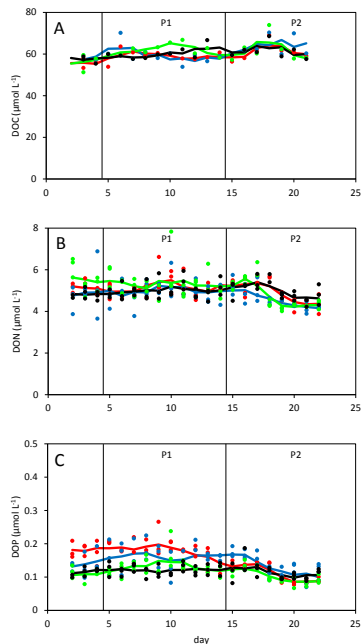 A
P1
P2
DOC (µmol L⁻¹)
80
60
40
20
0
0 5 10 15 20 25
B
P1
P2
DON (µmol L⁻¹)
8
6
4
2
0
0 5 10 15 20 25
C
P1
P2
DOP (µmol L⁻¹)
0.5
0.4
0.3
0.2
0.1
0
0 5 10 15 20 25
day